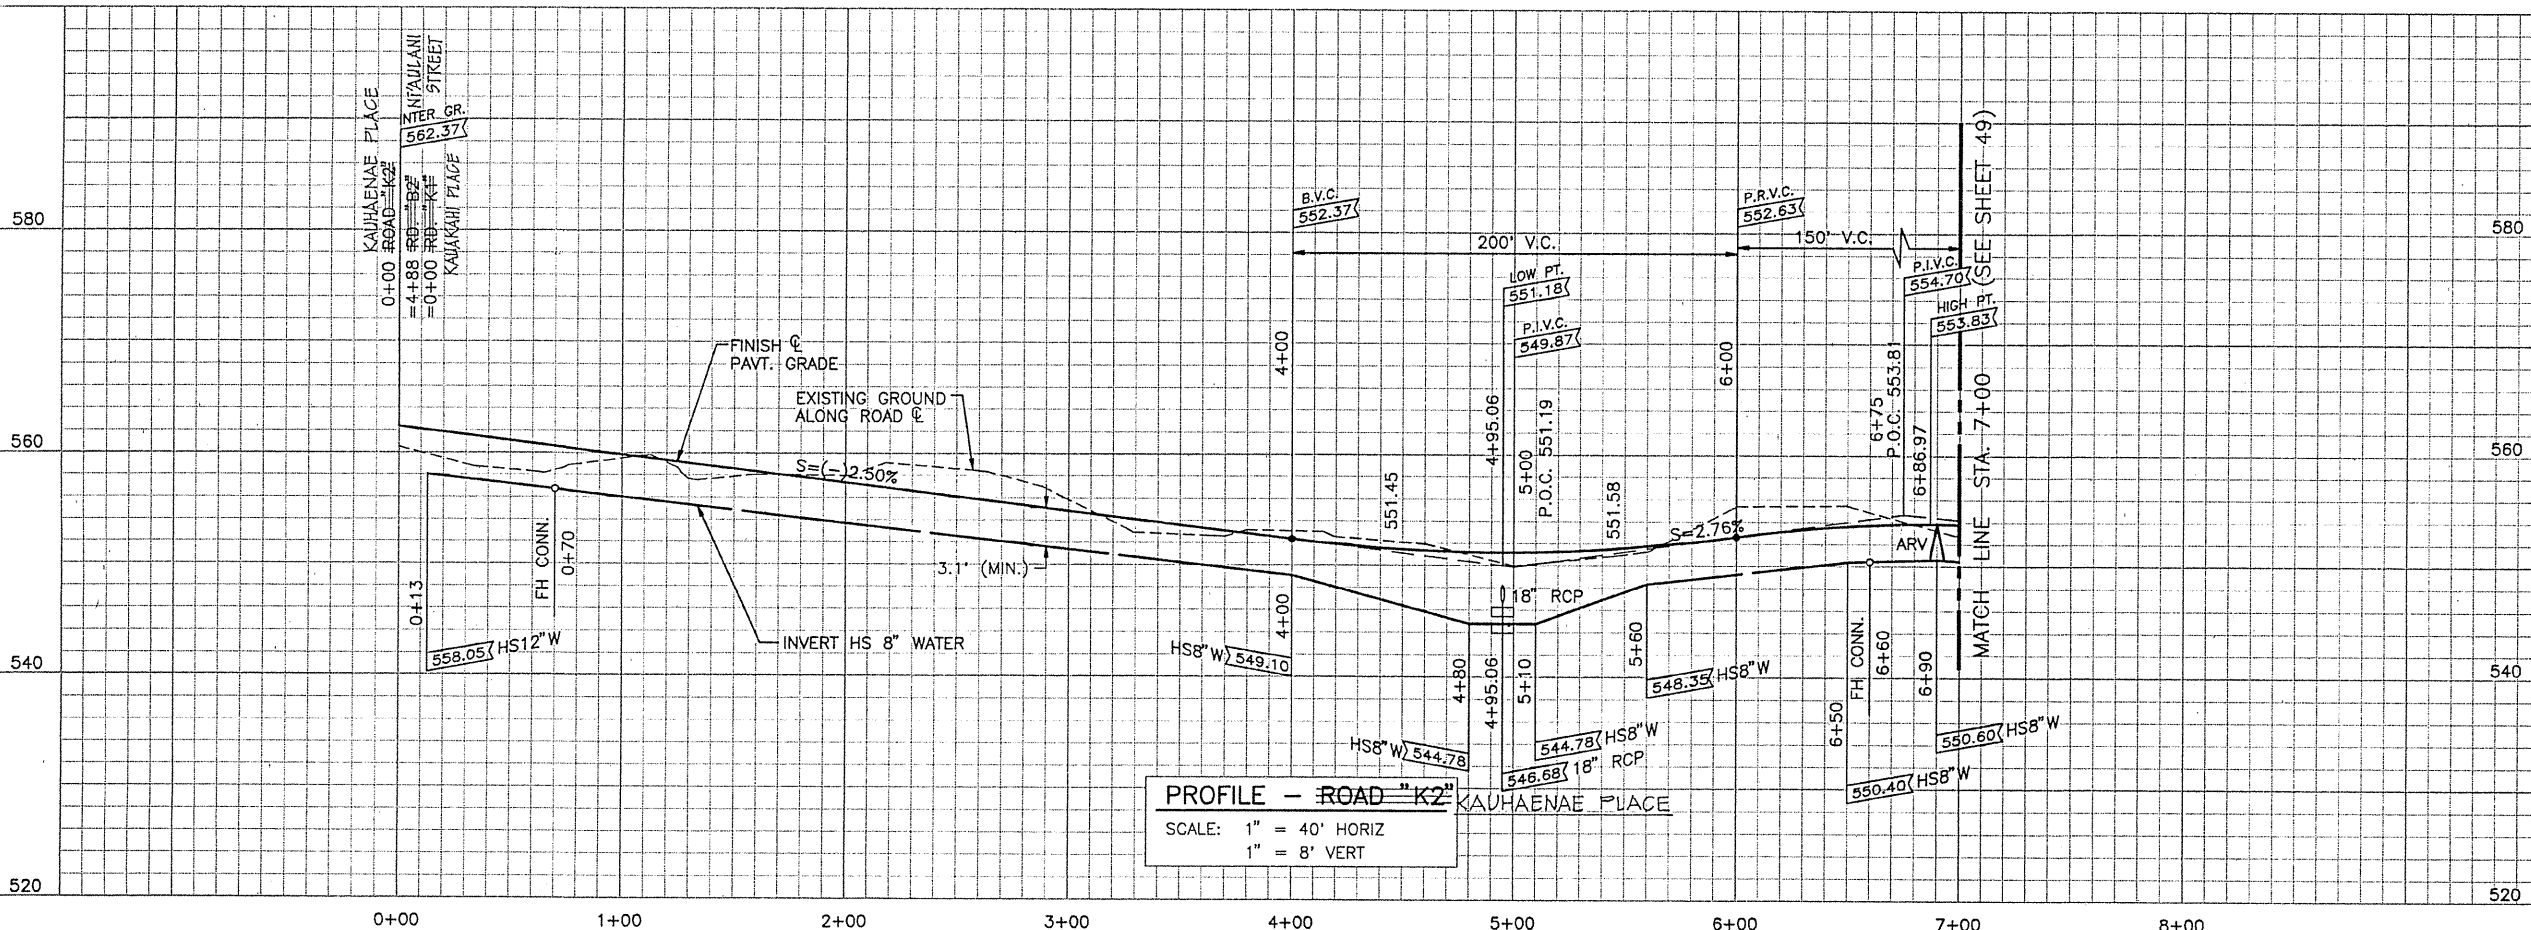 KAUHAENAE PLACE
0+00 ROAD "K2"
=4+88 RD. "B2"
NIAULANI STREET
=0+00 RD. "K1"
KAUAKAHI PLACE
INTER GR.
562.37
580
560
540
520
FINISH ℄
PAVT. GRADE
EXISTING GROUND
ALONG ROAD ℄
S=(-)2.50%
3.1' (MIN.)
INVERT HS 8" WATER
0+13
558.05 HS12"W
FH CONN.
0+70
B.V.C.
552.37
4+00
200' V.C.
LOW PT.
551.18
P.I.V.C.
549.87
4+95.06
5+00
P.O.C. 551.19
551.45
551.58
P.R.V.C.
552.63
6+00
150' V.C.
P.I.V.C.
554.70
HIGH PT.
553.83
6+75
P.O.C. 553.81
6+86.97
S=2.76%
ARV
MATCH LINE STA. 7+00 (SEE SHEET 49)
18" RCP
4+00
HS8"W 549.10
4+80
HS8"W 544.78
4+95.06
546.68 18" RCP
5+10
544.78 HS8"W
5+60
548.35 HS8"W
6+50
550.40 HS8"W
FH CONN.
6+60
6+90
550.60 HS8"W
580
560
540
520
PROFILE - ROAD "K2" KAUHAENAE PLACE
SCALE: 1" = 40' HORIZ
1" = 8' VERT
0+00 1+00 2+00 3+00 4+00 5+00 6+00 7+00 8+00